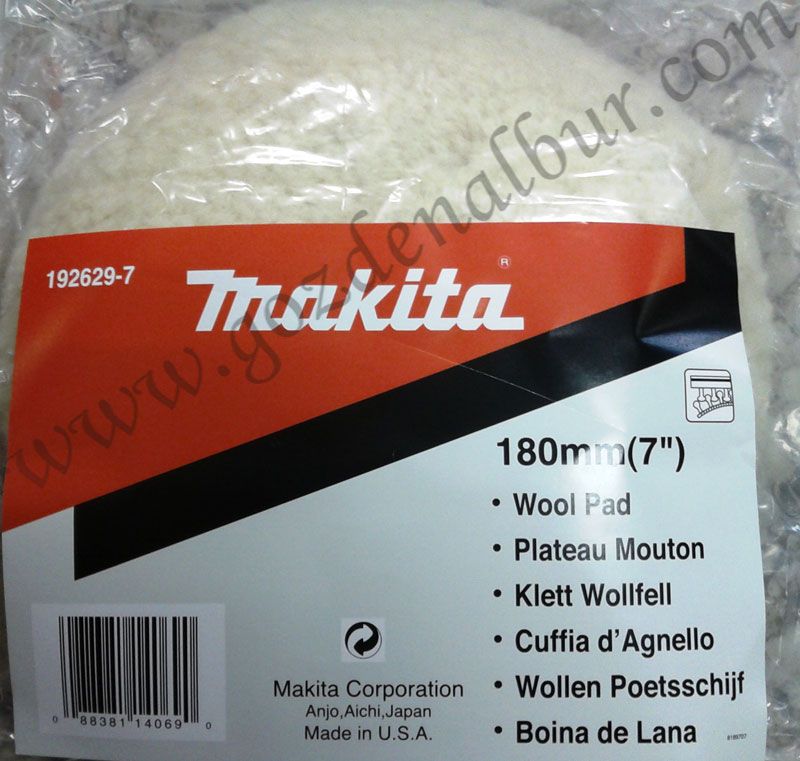 www.gozdenalbur.com
192629-7
makita®
180mm(7")
• Wool Pad
• Plateau Mouton
• Klett Wollfell
• Cuffia d'Agnello
• Wollen Poetsschijf
• Boina de Lana
Makita Corporation
Anjo,Aichi,Japan
Made in U.S.A.
0 88381 14069 0
8189707